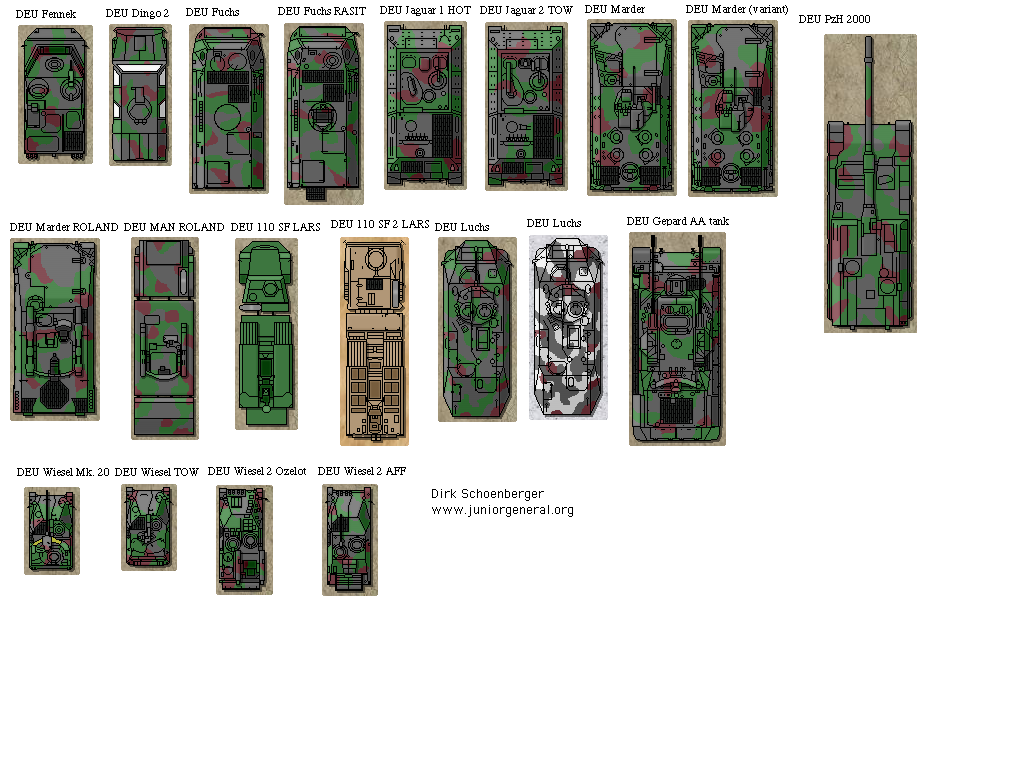 DEU Fennek
DEU Dingo 2
DEU Fuchs
DEU Fuchs RASIT
DEU Jaguar 1 HOT
DEU Jaguar 2 TOW
DEU Marder
DEU Marder (variant)
DEU PzH 2000
DEU Marder ROLAND
DEU MAN ROLAND
DEU 110 SF LARS
DEU 110 SF 2 LARS
DEU Luchs
DEU Luchs
DEU Gepard AA tank
DEU Wiesel Mk. 20
DEU Wiesel TOW
DEU Wiesel 2 Ozelot
DEU Wiesel 2 AFF
Dirk Schoenberger
www.juniorgeneral.org